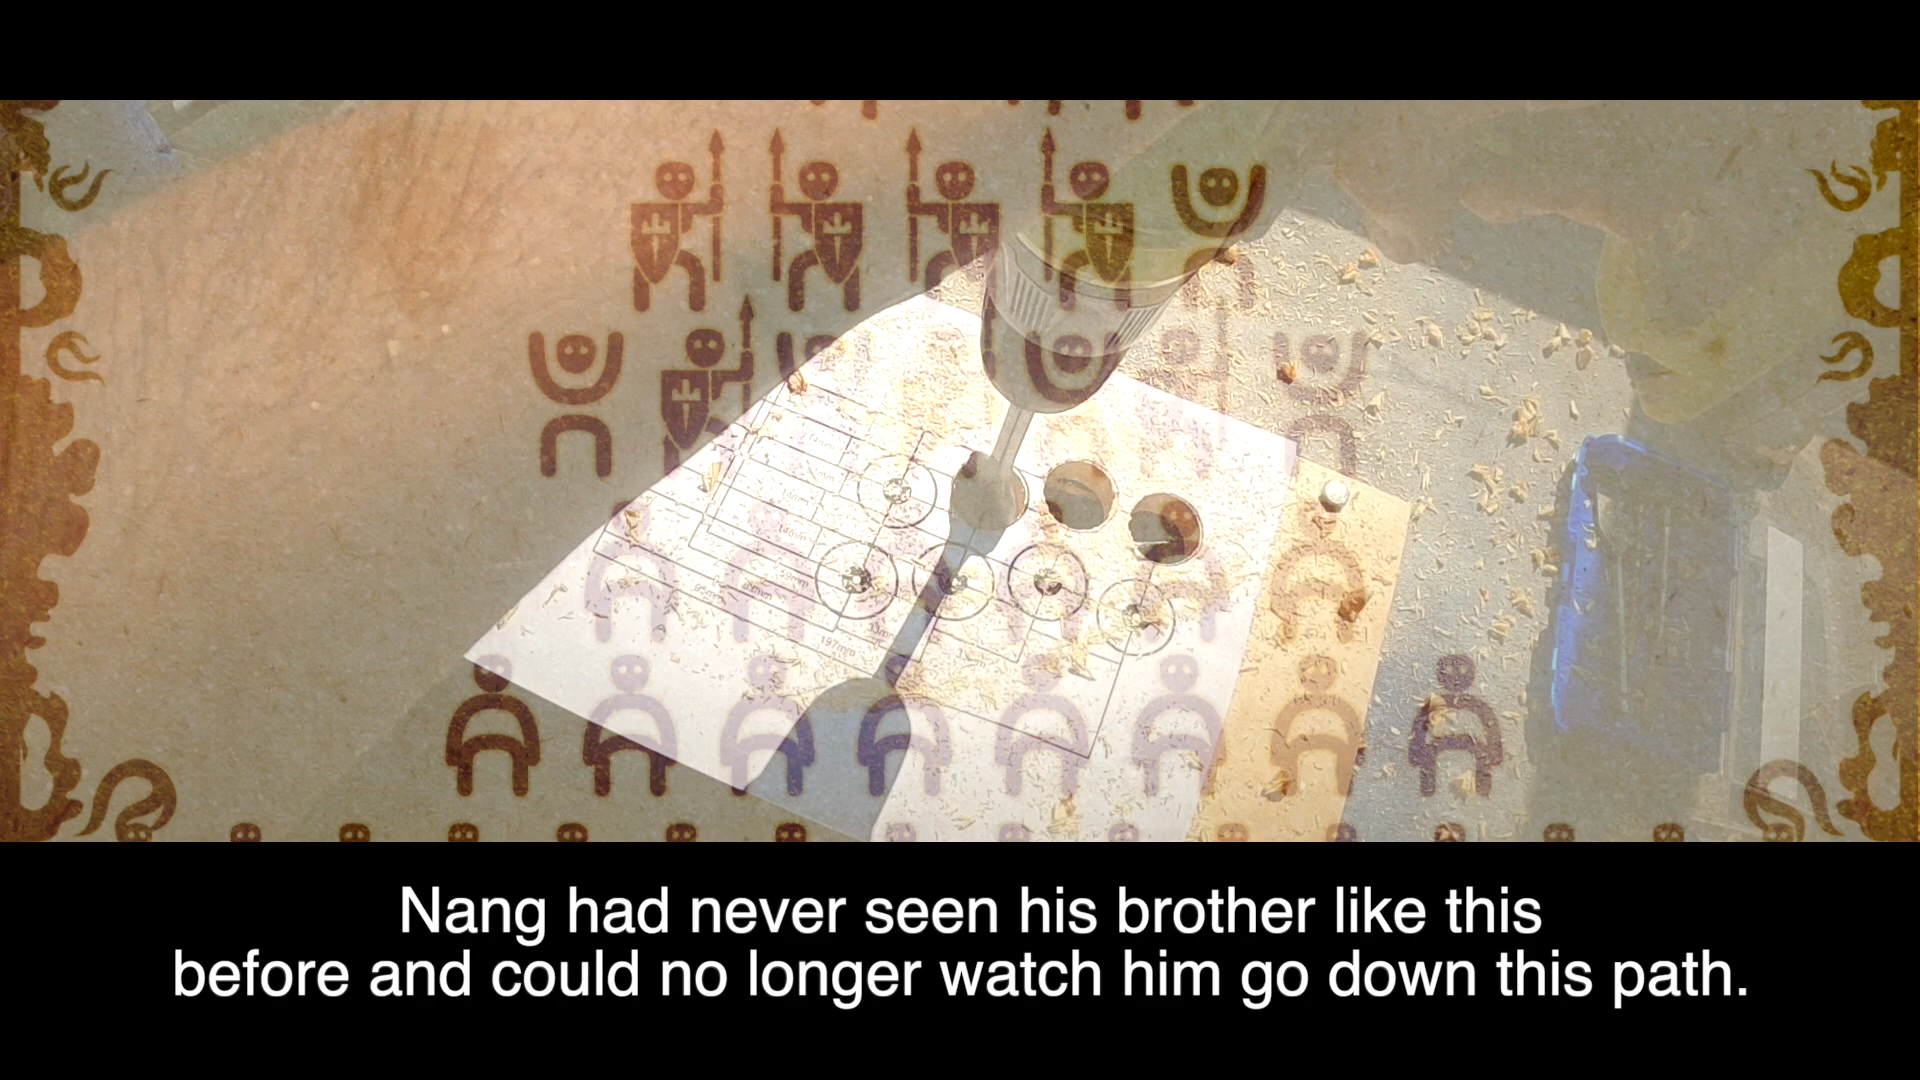 197mm
Nang had never seen his brother like this
before and could no longer watch him go down this path.